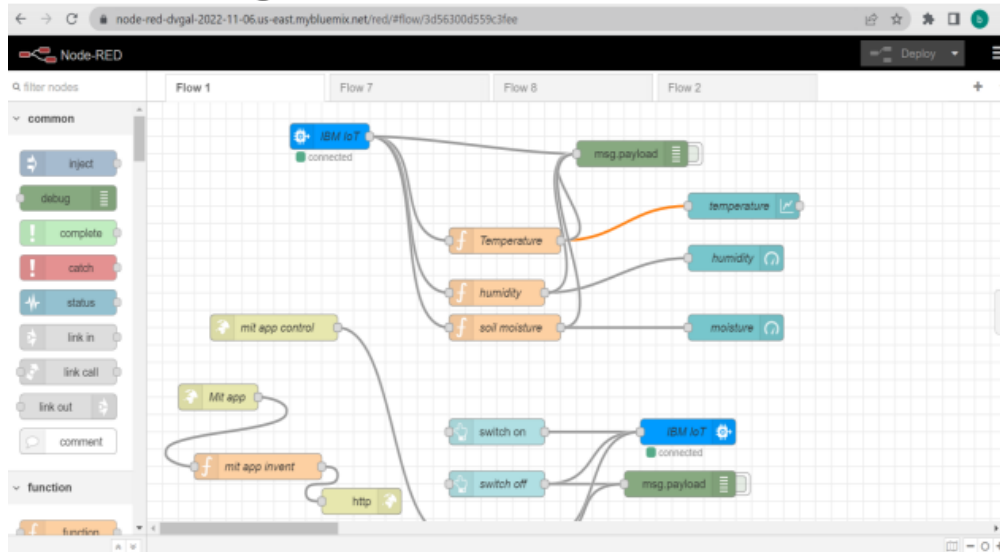 node-red-dvgal-2022-11-06.us-east.mybluemix.net/red/#flow/3d56300d559c3fee
b
Node-RED
Deploy
filter nodes
Flow 1
Flow 7
Flow 8
Flow 2
+
common
inject
debug
complete
catch
status
link in
link call
link out
comment
function
function
IBM IoT
connected
msg.payload
temperature
f Temperature
humidity
f humidity
f soil moisture
moisture
mit app control
Mit app
f mit app invent
http
switch on
IBM IoT
connected
switch off
msg.payload